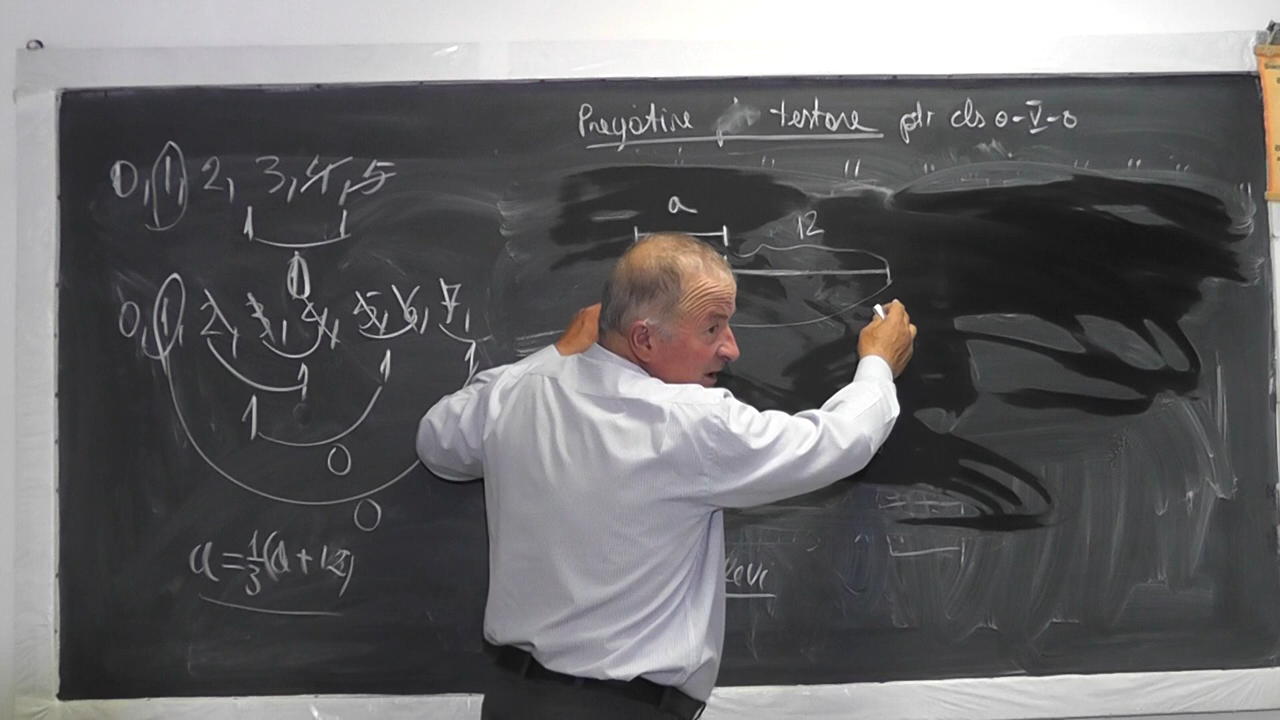 Pregătire testare ptr cls a-V-a
0, 1, 2, 3, 4, 5
1 1
0
a
12
0, 1, 2, 3, 4, 5, 6, 7,
1 1 1
1
0
0
a = 1/3 (a + 12)